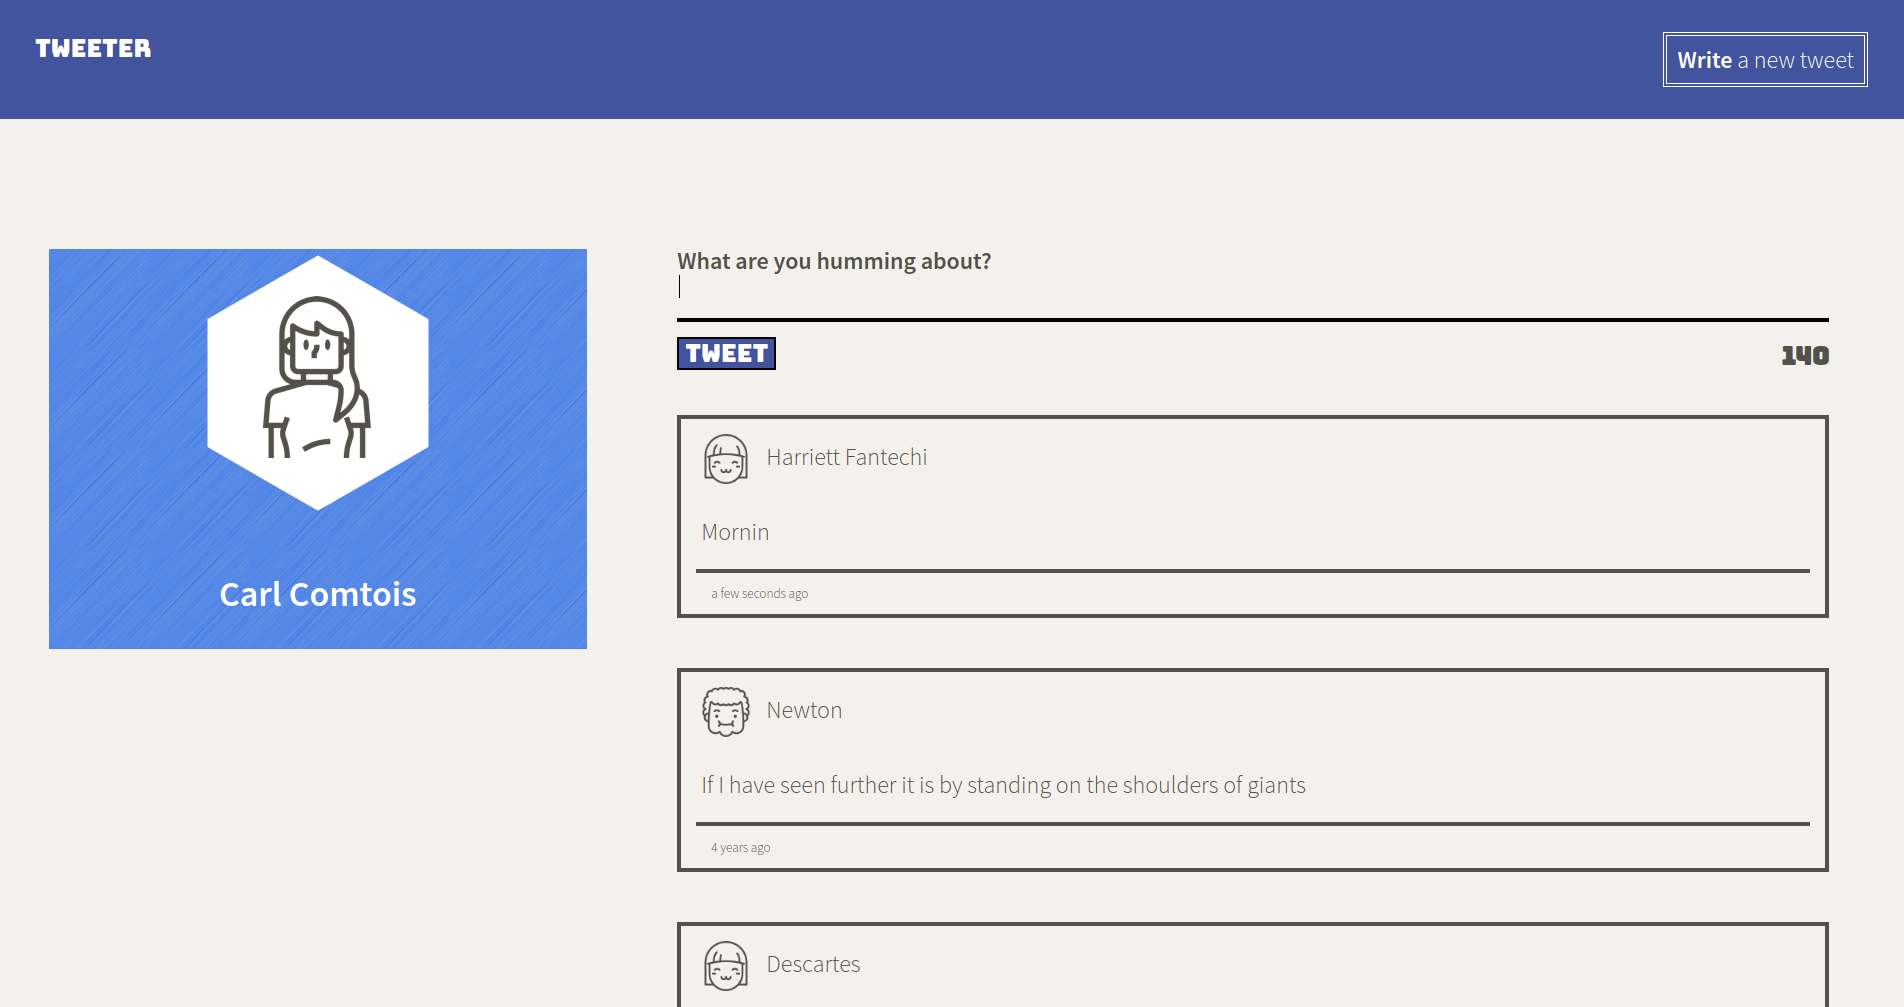 TWEETER
Write a new tweet
Carl Comtois
What are you humming about?
TWEET
140
Harriett Fantechi
Mornin
a few seconds ago
Newton
If I have seen further it is by standing on the shoulders of giants
4 years ago
Descartes